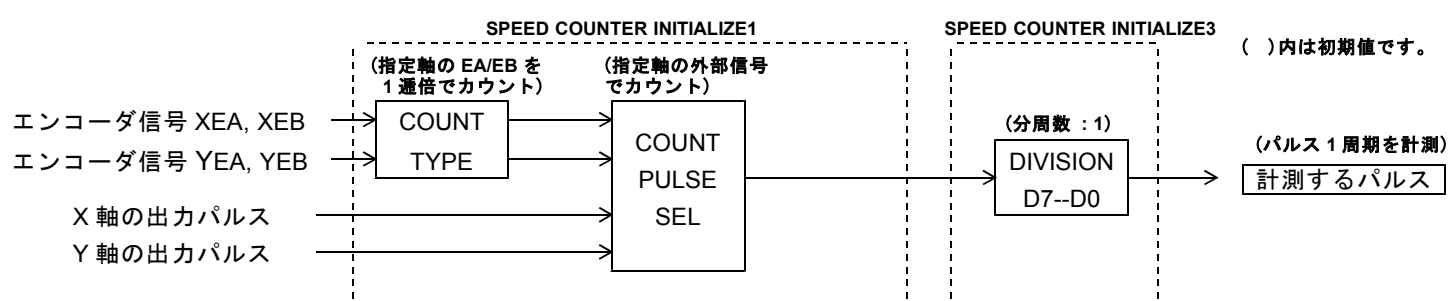 SPEED COUNTER INITIALIZE1
SPEED COUNTER INITIALIZE3
( )内は初期値です。
(指定軸の EA/EB を
1 逓倍でカウント)
(指定軸の外部信号
でカウント)
エンコーダ信号 XEA, XEB
エンコーダ信号 YEA, YEB
COUNT
TYPE
COUNT
PULSE
SEL
(分周数 : 1)
DIVISION
D7--D0
(パルス 1 周期を計測)
計測するパルス
X 軸の出力パルス
Y 軸の出力パルス